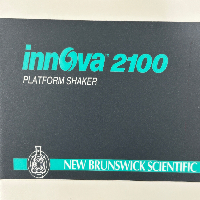 innova 2100
PLATFORM SHAKER
NEW BRUNSWICK SCIENTIFIC